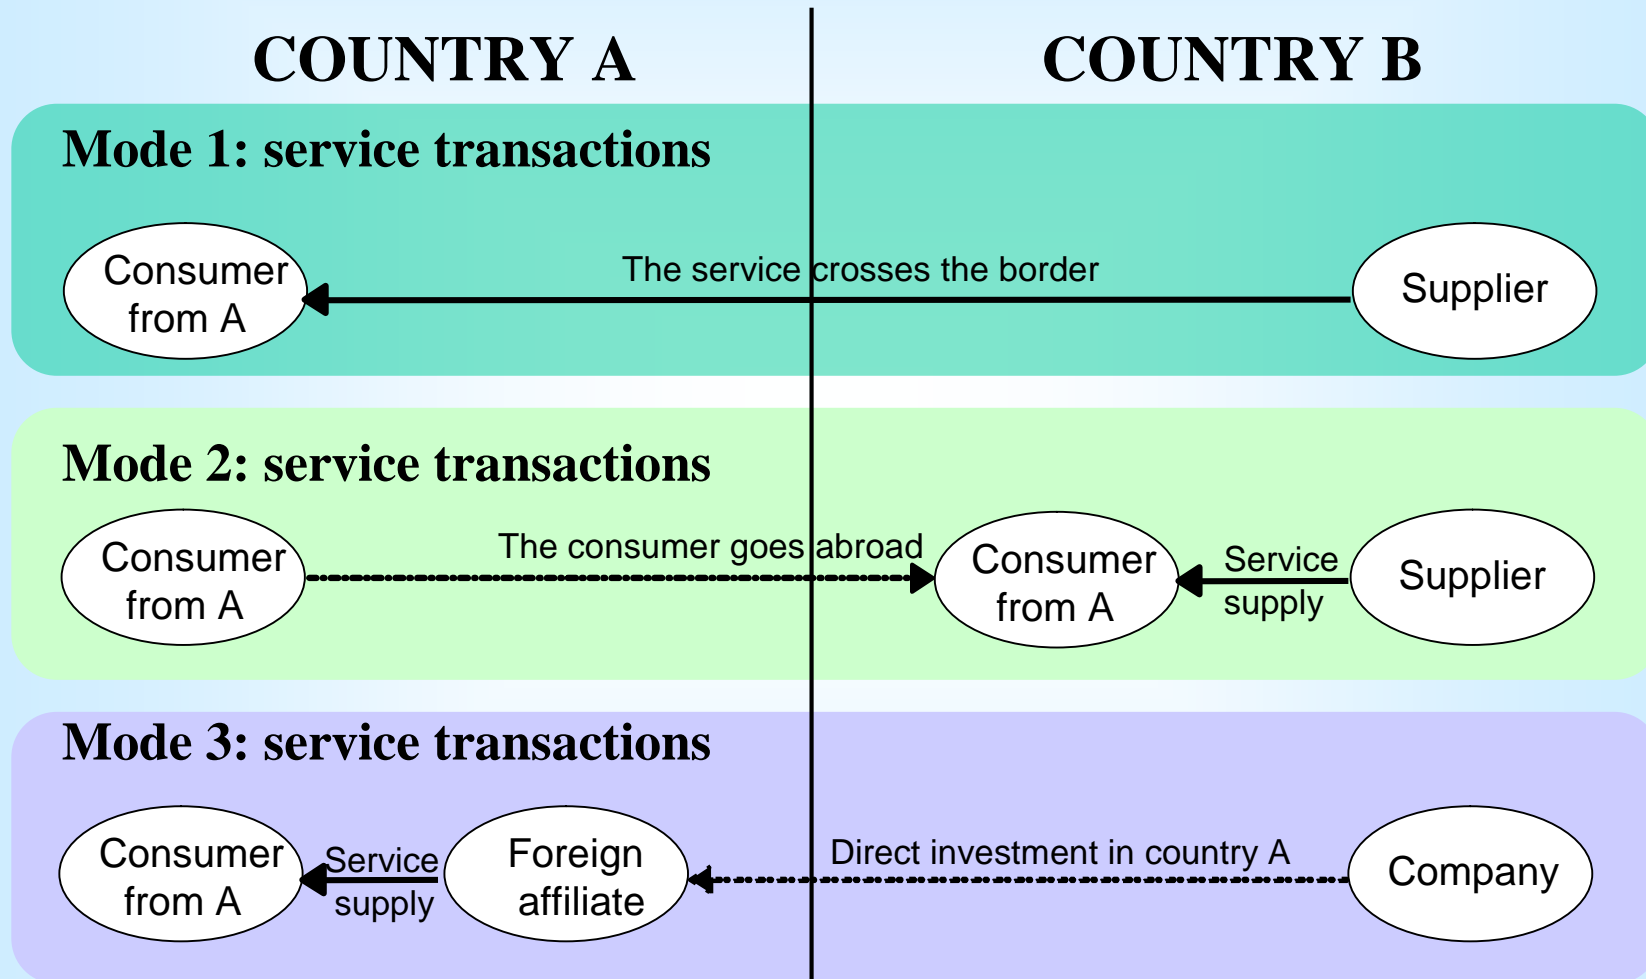 COUNTRY A
COUNTRY B
Mode 1: service transactions
Consumer
from A
The service crosses the border
Supplier
Mode 2: service transactions
Consumer
from A
The consumer goes abroad
Consumer
from A
Service
supply
Supplier
Mode 3: service transactions
Consumer
from A
Service
supply
Foreign
affiliate
Direct investment in country A
Company